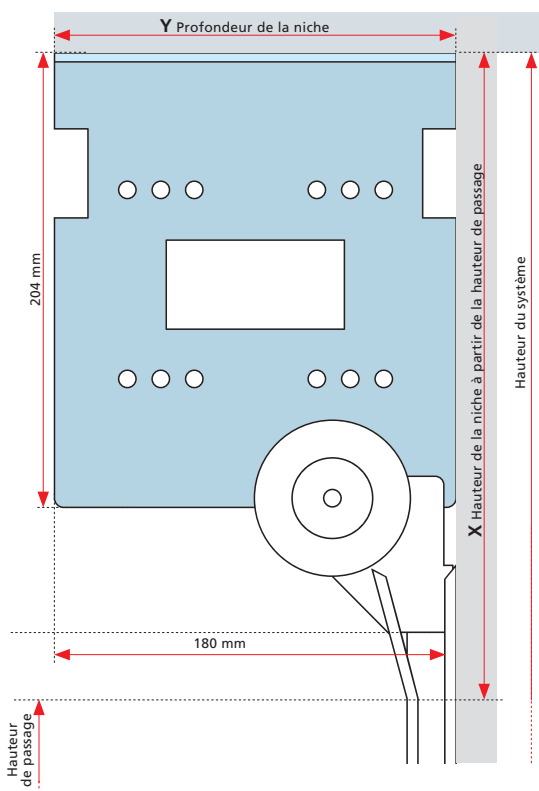 Y Profondeur de la niche
204 mm
X Hauteur de la niche à partir de la hauteur de passage
Hauteur du système
180 mm
Hauteur
de passage